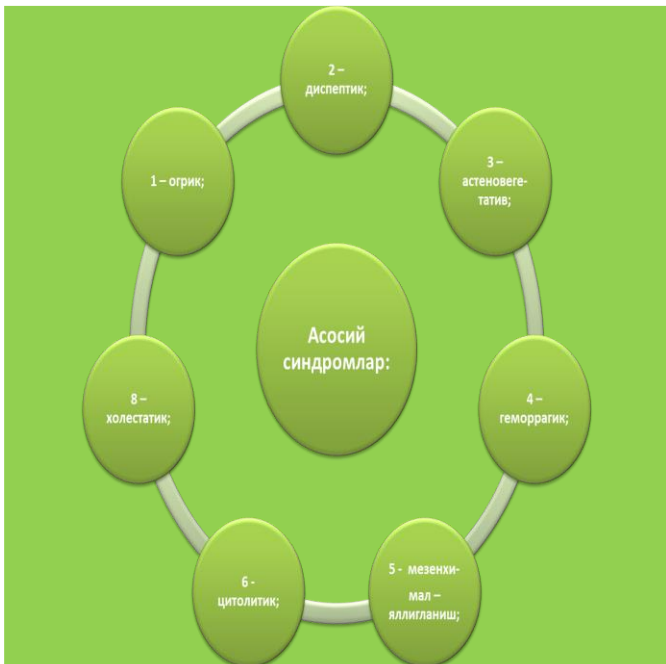 Асосий
синдромлар:
1 – огрик;
2 –
диспептик;
3 –
астеновеге-
татив;
4 –
геморрагик;
5 - мезенхи-
мал –
яллигланиш;
6 -
цитолитик;
8 –
холестатик;